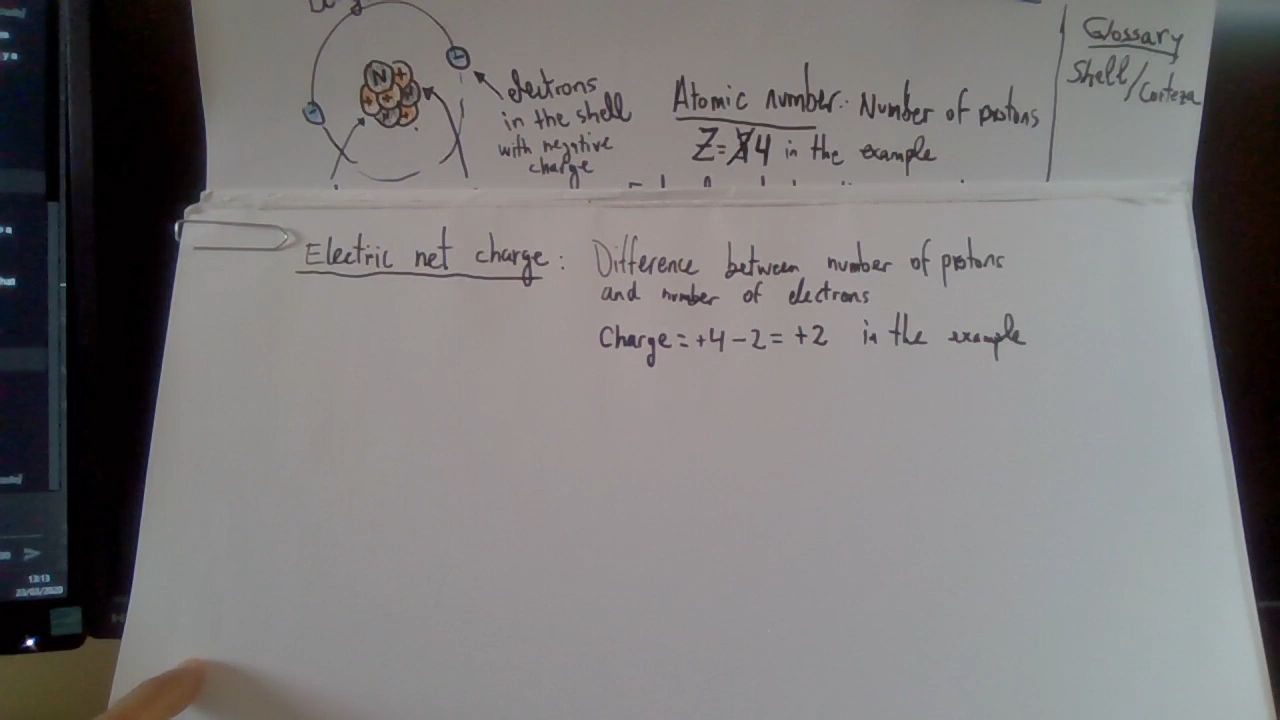 electrons
in the shell
with negative
charge
Atomic number: Number of protons
Z=4 in the example
Glossary
Shell/Corteza
N
+
+
+
+
-
-
Electric net charge: Difference between number of protons
and number of electrons
Charge = +4 - 2 = +2 in the example
13:13